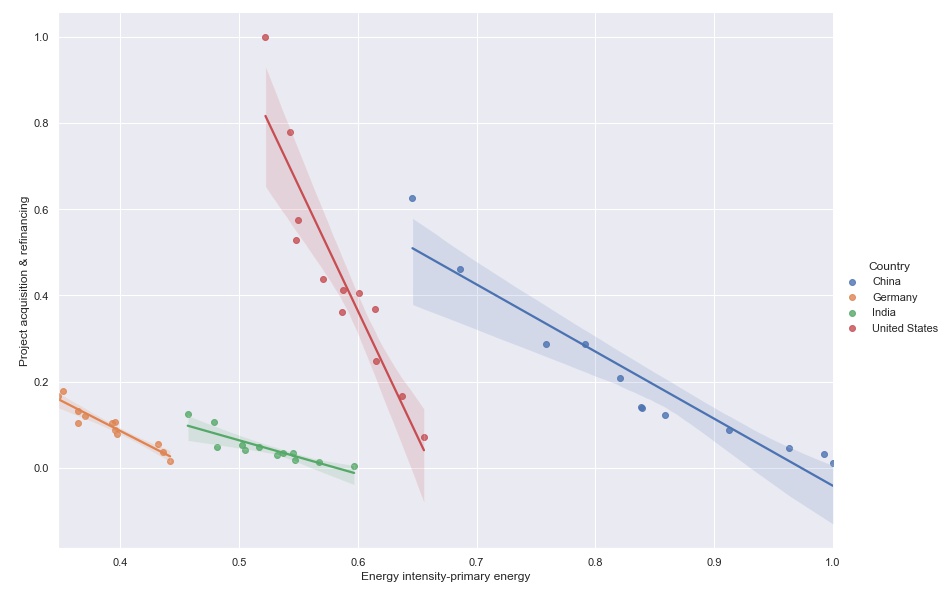 1.0
0.8
0.6
0.4
0.2
0.0
Project acquisition & refinancing
0.4
0.5
0.6
0.7
0.8
0.9
1.0
Energy intensity-primary energy
Country
China
Germany
India
United States